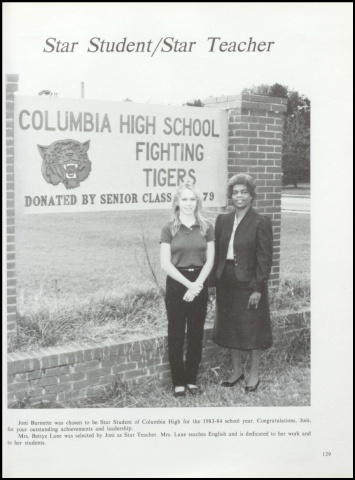 Star Student/Star Teacher
COLUMBIA HIGH SCHOOL
FIGHTING
TIGERS
DONATED BY SENIOR CLASS 79
Joni Burnette was chosen to be Star Student of Columbia High for the 1983-84 school year. Congratulations, Joni,
for your outstanding achievements and leadership.
Mrs. Bettye Lane was selected by Joni as Star Teacher. Mrs. Lane teaches English and is dedicated to her work and
to her students.
129